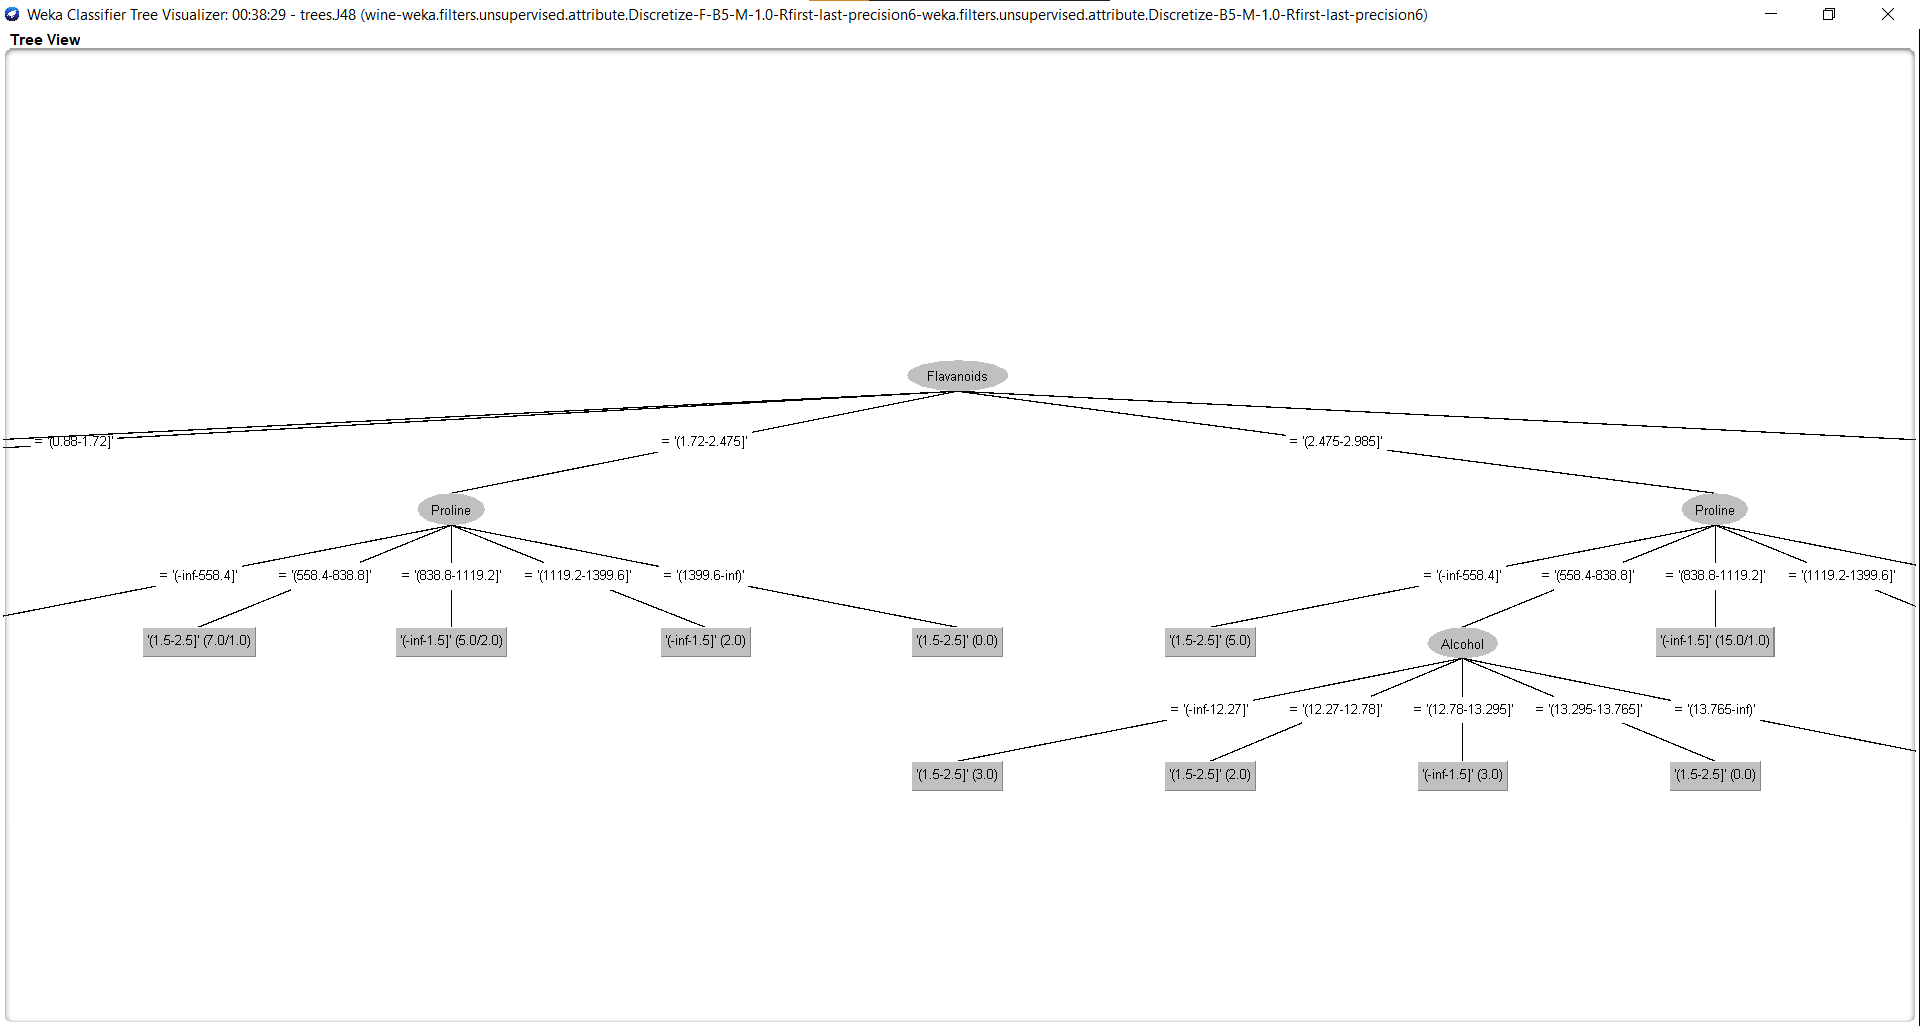 Weka Classifier Tree Visualizer: 00:38:29 - trees.J48 (wine-weka.filters.unsupervised.attribute.Discretize-F-B5-M-1.0-Rfirst-last-precision6-weka.filters.unsupervised.attribute.Discretize-B5-M-1.0-Rfirst-last-precision6)
Tree View
Flavanoids
= '(0.88-1.72]' = '(1.72-2.475]' = '(2.475-2.985]'
Proline Proline
= '(-inf-558.4]' = '(558.4-838.8]' = '(838.8-1119.2]' = '(1119.2-1399.6]' = '(1399.6-inf)' = '(-inf-558.4]' = '(558.4-838.8]' = '(838.8-1119.2]' = '(1119.2-1399.6]'
'(1.5-2.5]' (7.0/1.0) '(-inf-1.5]' (5.0/2.0) '(-inf-1.5]' (2.0) '(1.5-2.5]' (0.0) '(1.5-2.5]' (5.0) Alcohol '(-inf-1.5]' (15.0/1.0)
= '(-inf-12.27]' = '(12.27-12.78]' = '(12.78-13.295]' = '(13.295-13.765]' = '(13.765-inf)'
'(1.5-2.5]' (3.0) '(1.5-2.5]' (2.0) '(-inf-1.5]' (3.0) '(1.5-2.5]' (0.0)